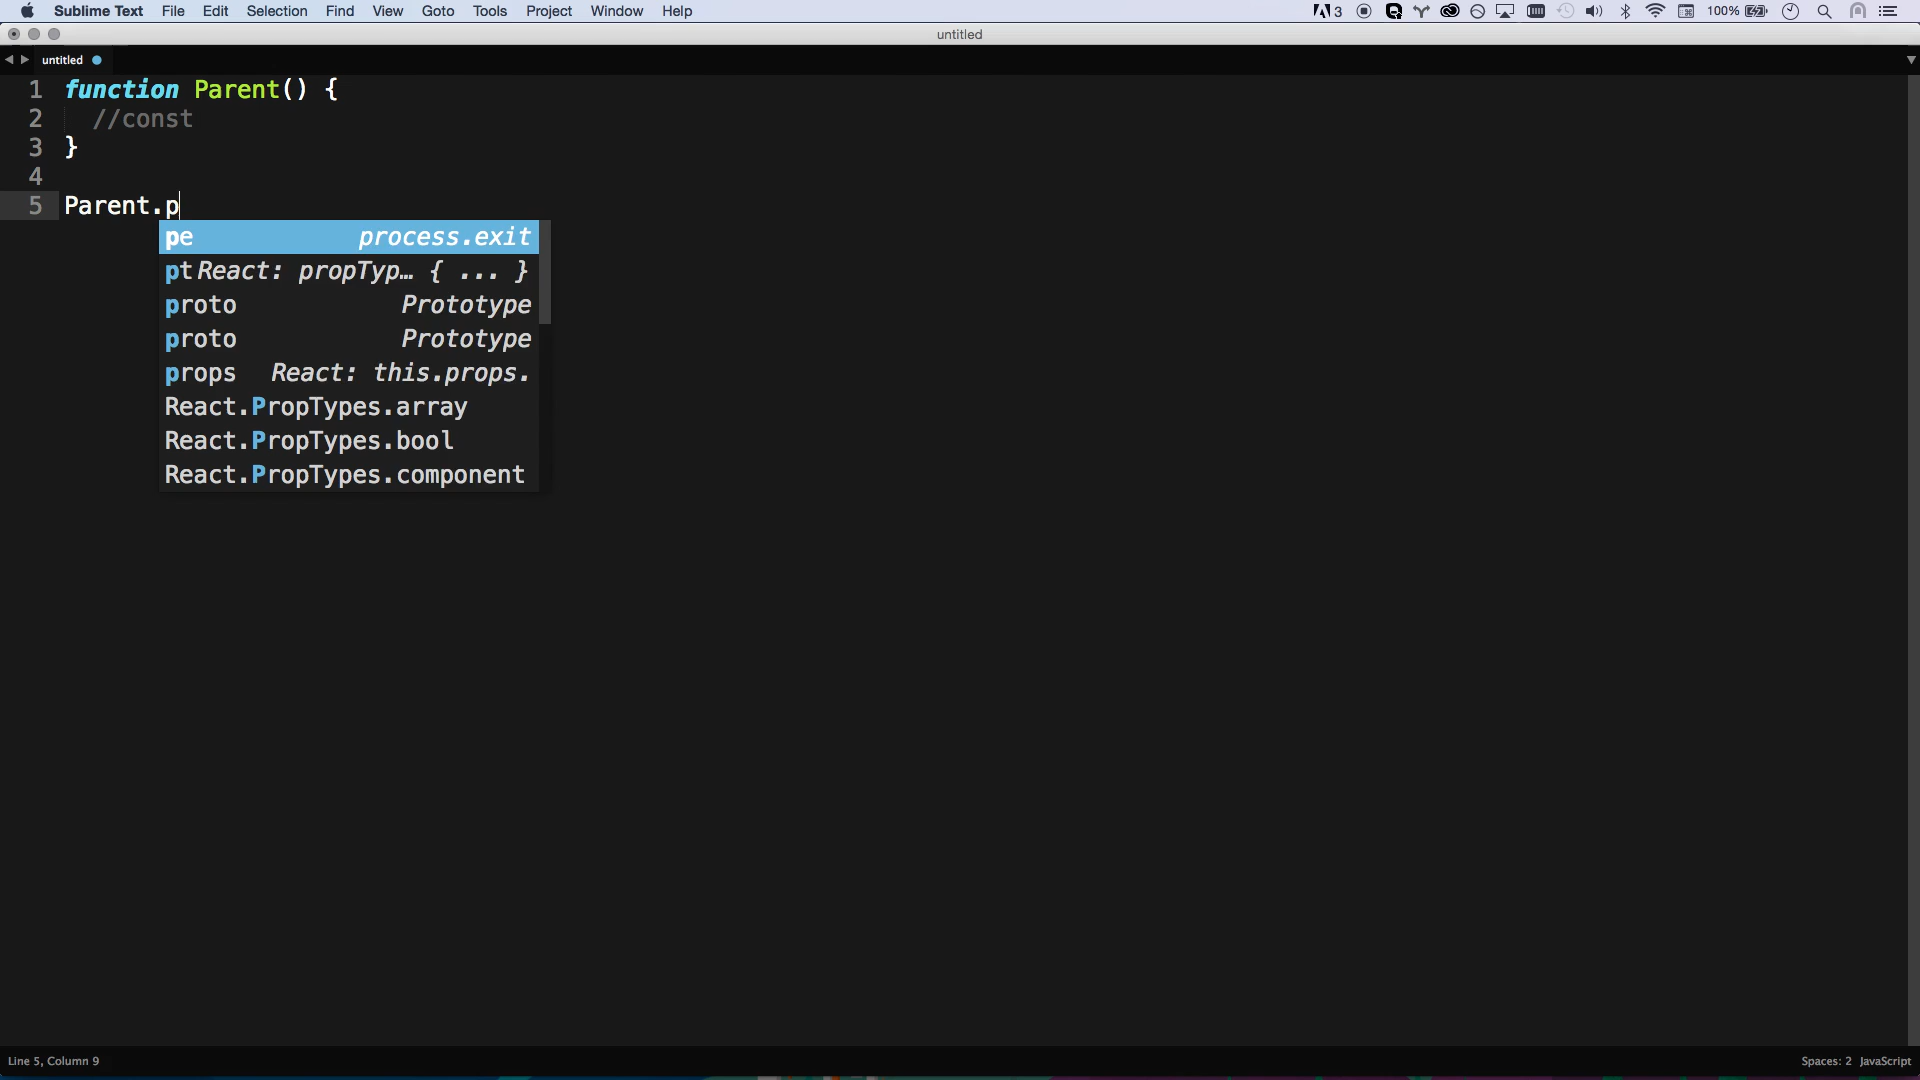 Sublime Text File Edit Selection Find View Goto Tools Project Window Help 3 100%
untitled
untitled
1 function Parent() {
2 //const
3 }
4
5 Parent.p
pe process.exit
pt React: propTyp… { ... }
proto Prototype
proto Prototype
props React: this.props.
React.PropTypes.array
React.PropTypes.bool
React.PropTypes.component
Line 5, Column 9 Spaces: 2 JavaScript